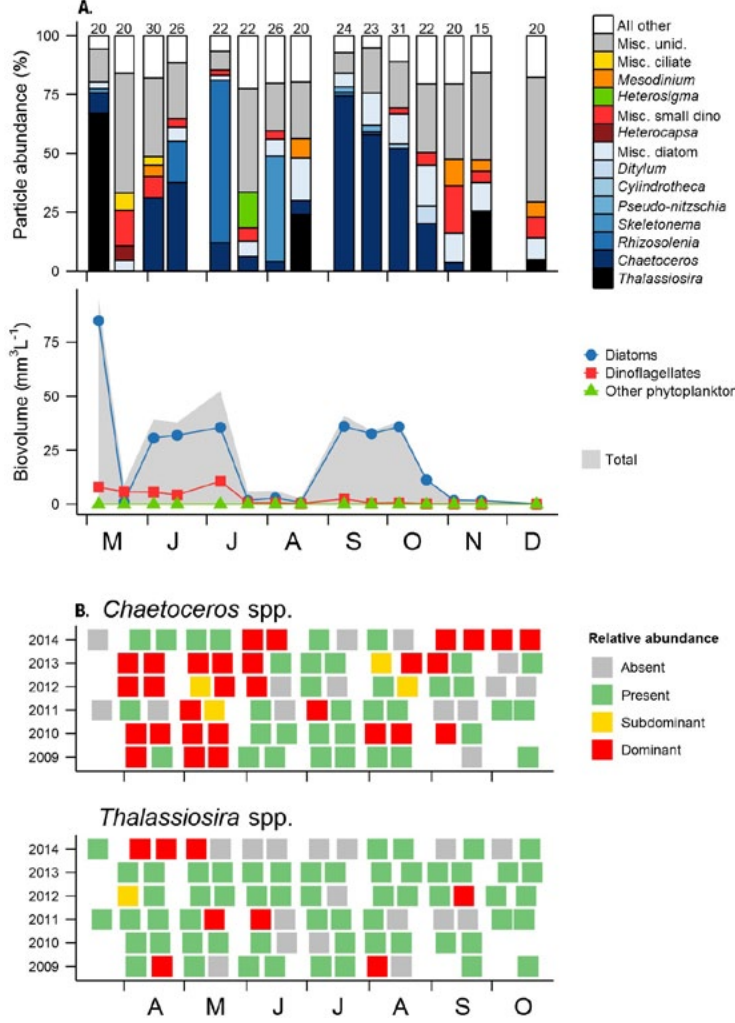 A.
20 20 30 26 22 22 26 20 24 23 31 22 20 15 20
100
75
50
25
0
Particle abundance (%)
All other
Misc. unid.
Misc. ciliate
Mesodinium
Heterosigma
Misc. small dino
Heterocapsa
Misc. diatom
Ditylum
Cylindrotheca
Pseudo-nitzschia
Skeletonema
Rhizosolenia
Chaetoceros
Thalassiosira
75
50
25
0
Biovolume (mm³L⁻¹)
Diatoms
Dinoflagellates
Other phytoplankton
Total
M J J A S O N D
B. Chaetoceros spp.
2014
2013
2012
2011
2010
2009
Relative abundance
Absent
Present
Subdominant
Dominant
Thalassiosira spp.
2014
2013
2012
2011
2010
2009
A M J J A S O